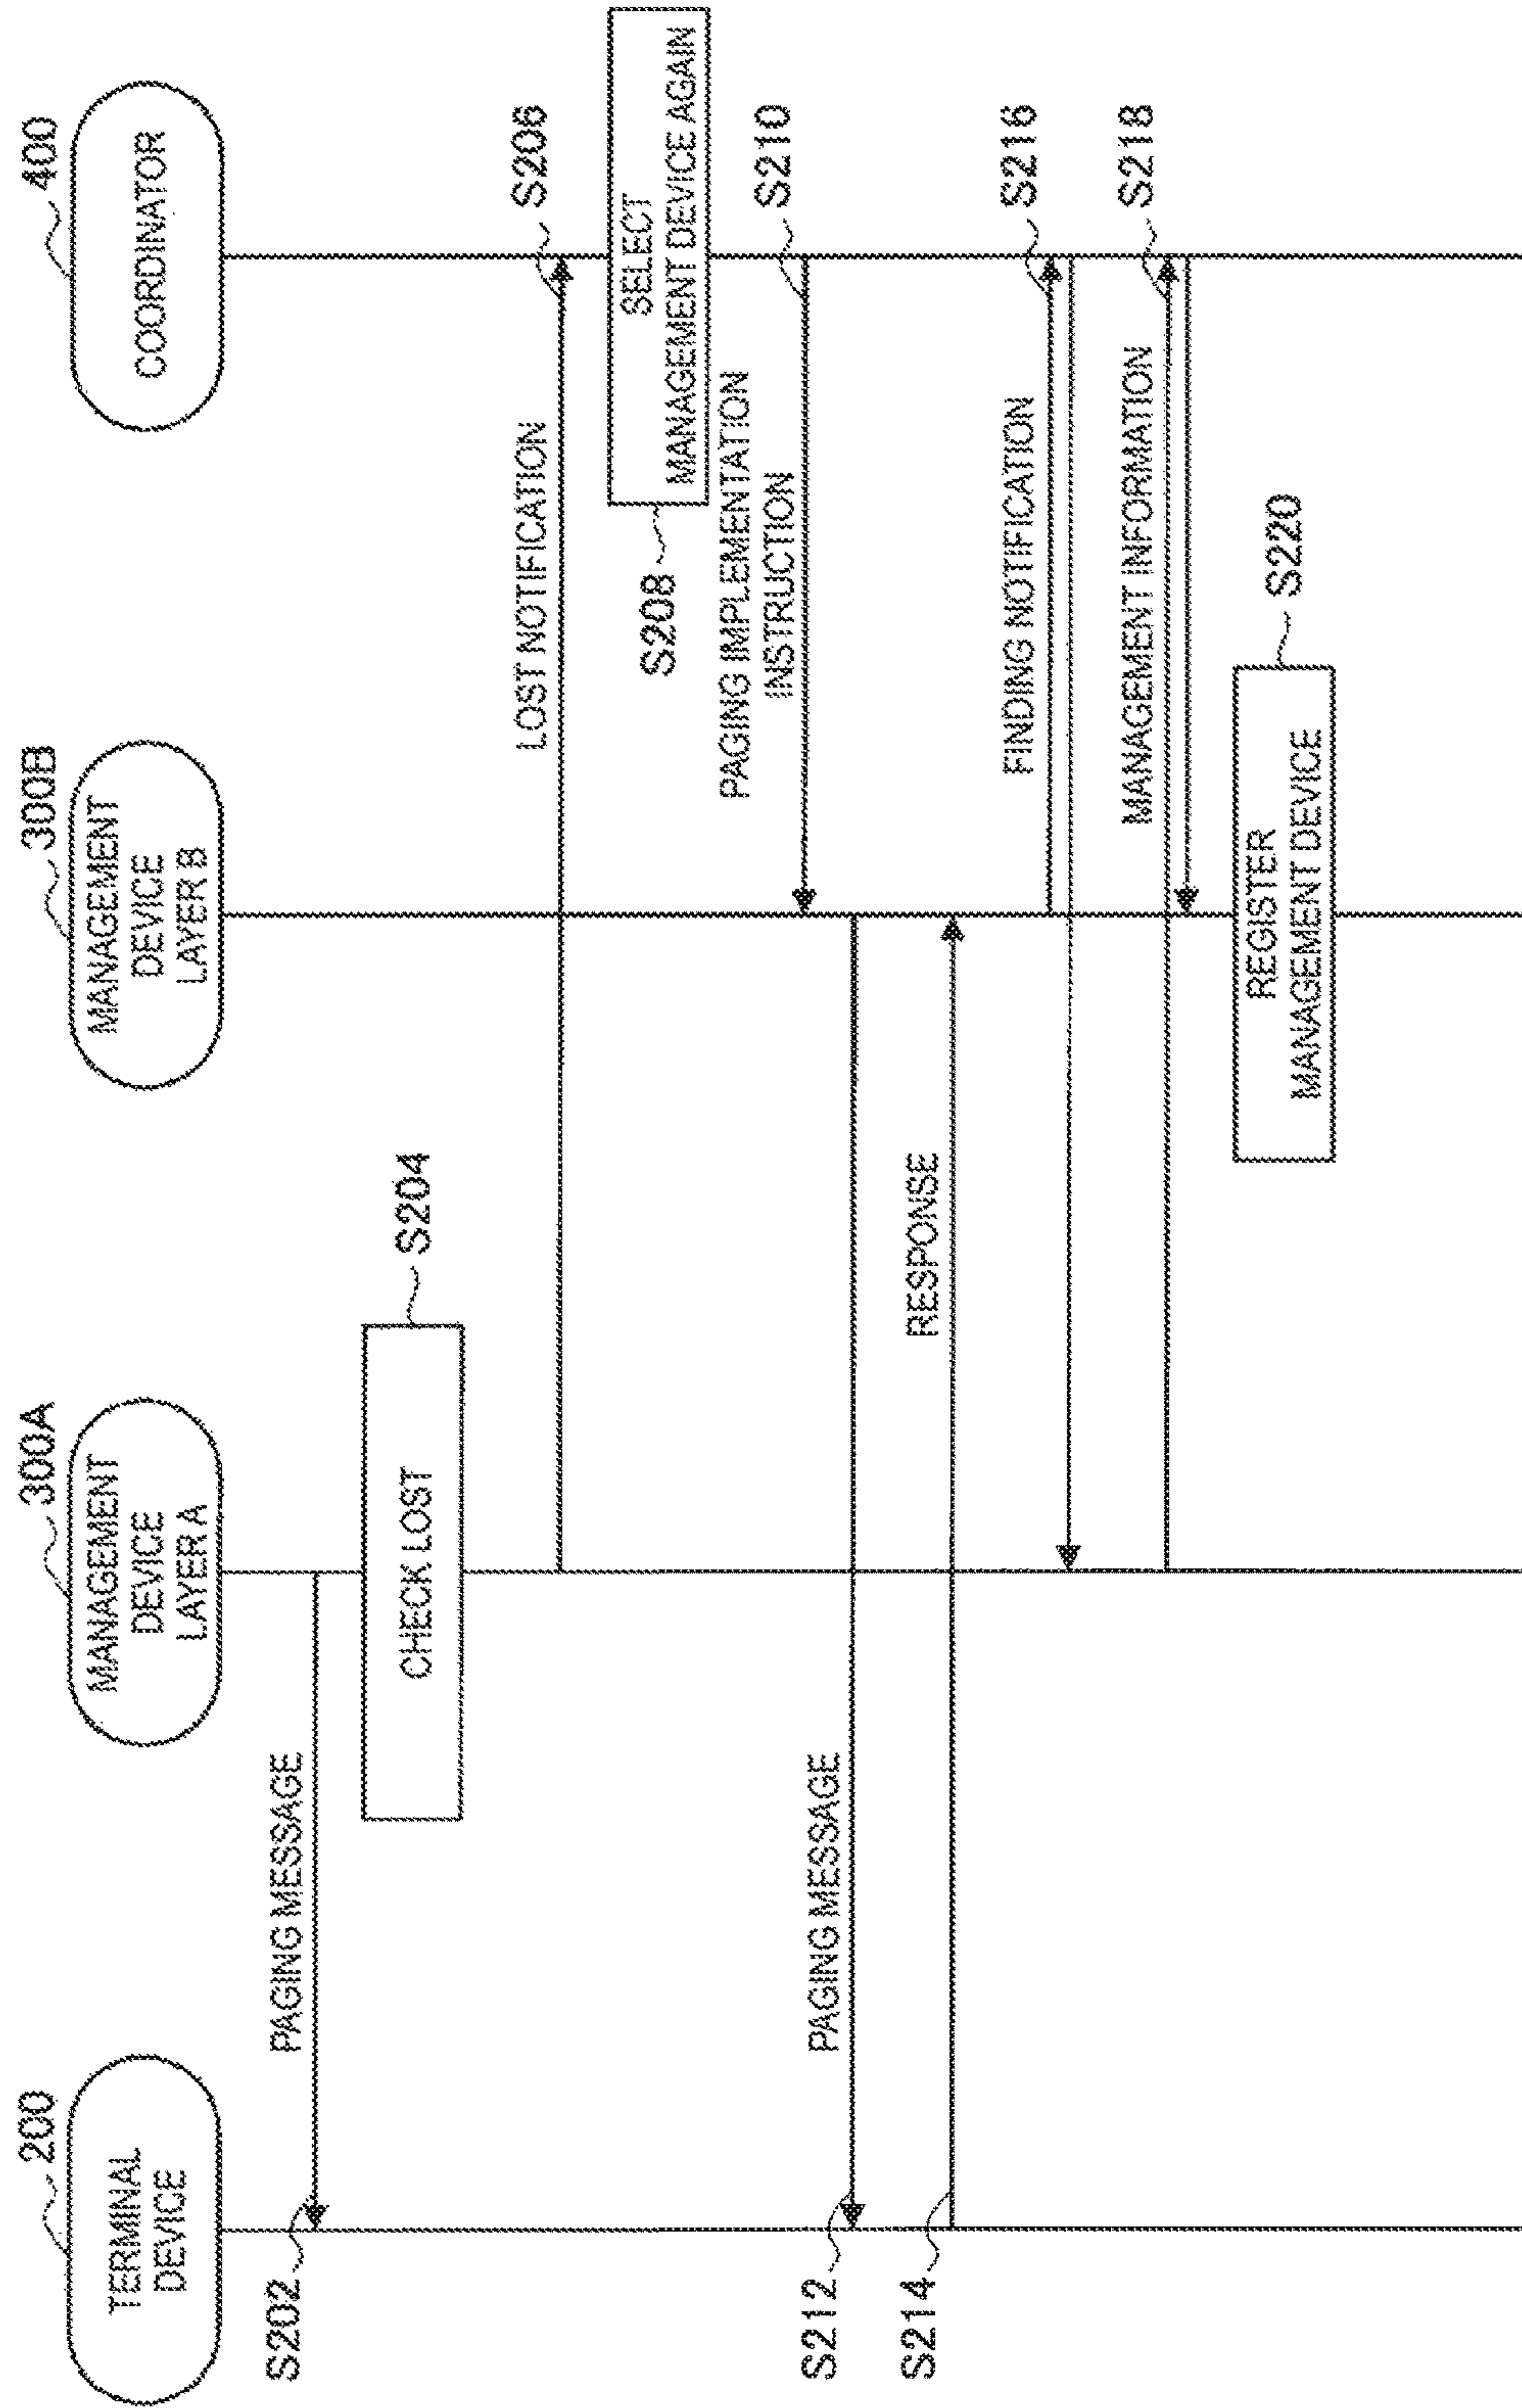 200
TERMINAL
DEVICE
300A
MANAGEMENT
DEVICE
LAYER A
300B
MANAGEMENT
DEVICE
LAYER B
400
COORDINATOR
S202
PAGING MESSAGE
CHECK LOST
S204
LOST NOTIFICATION
S206
SELECT
MANAGEMENT DEVICE AGAIN
S208
PAGING IMPLEMENTATION
INSTRUCTION
S210
S212
PAGING MESSAGE
S214
RESPONSE
FINDING NOTIFICATION
S216
MANAGEMENT INFORMATION
S218
REGISTER
MANAGEMENT DEVICE
S220